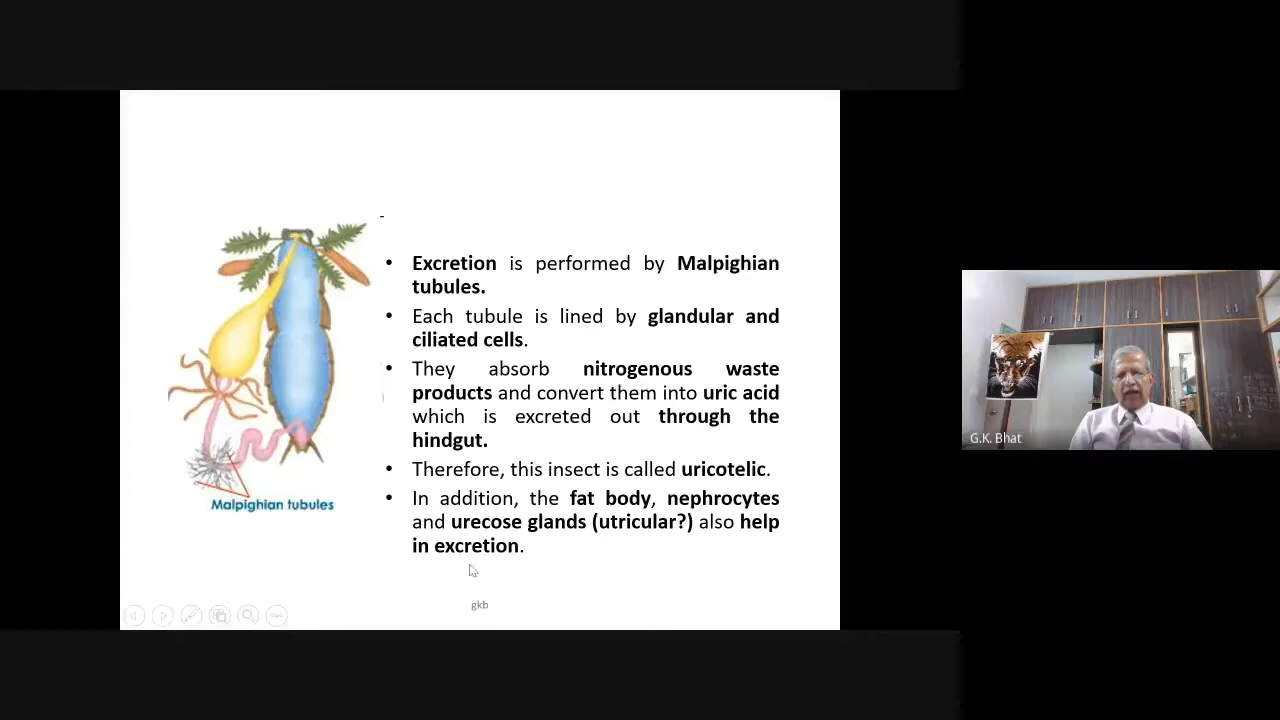 • Excretion is performed by Malpighian
tubules.
• Each tubule is lined by glandular and
ciliated cells.
• They absorb nitrogenous waste
products and convert them into uric acid
which is excreted out through the
hindgut.
• Therefore, this insect is called uricotelic.
• In addition, the fat body, nephrocytes
and urecose glands (utricular?) also help
in excretion.
Malpighian tubules
gkb
G.K. Bhat